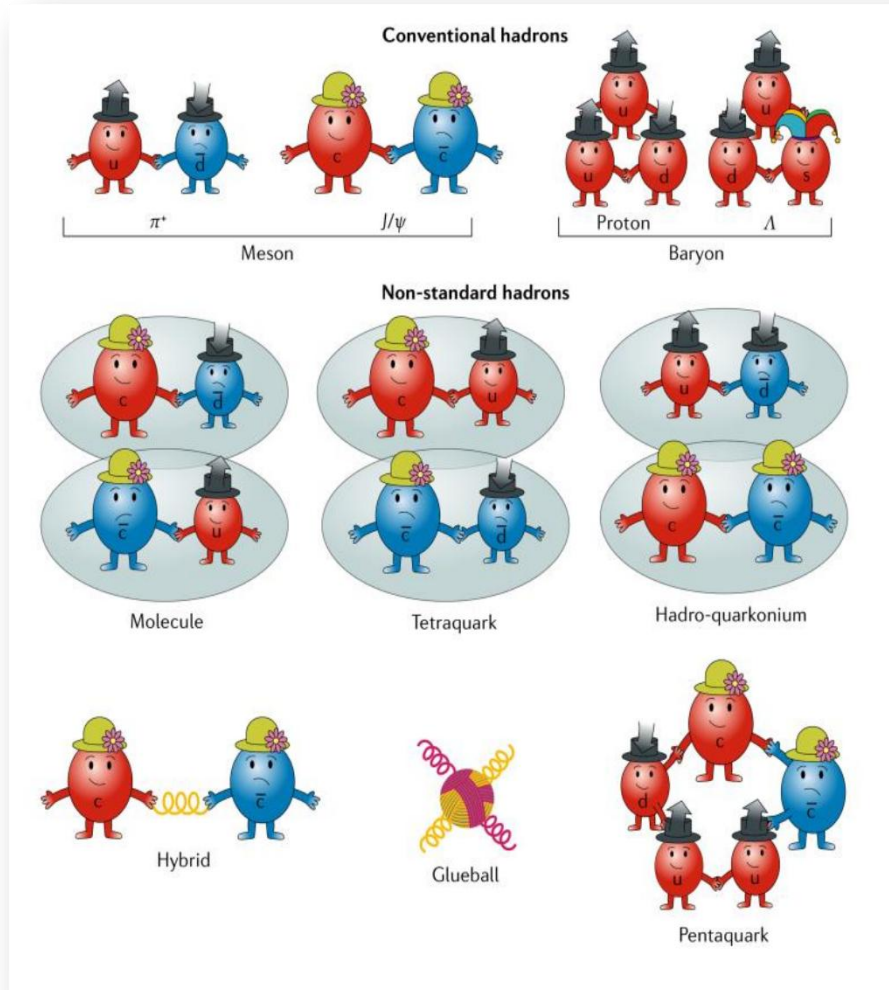 Conventional hadrons
u d̅ c c̅ u u d u d s
π⁺ J/ψ Proton Λ
Meson Baryon
Non-standard hadrons
c d̅ c u u d̅
c̅ u c̅ d̅ c c̅
Molecule Tetraquark Hadro-quarkonium
c c̅
Hybrid
Glueball
c
d c̅
u u
Pentaquark